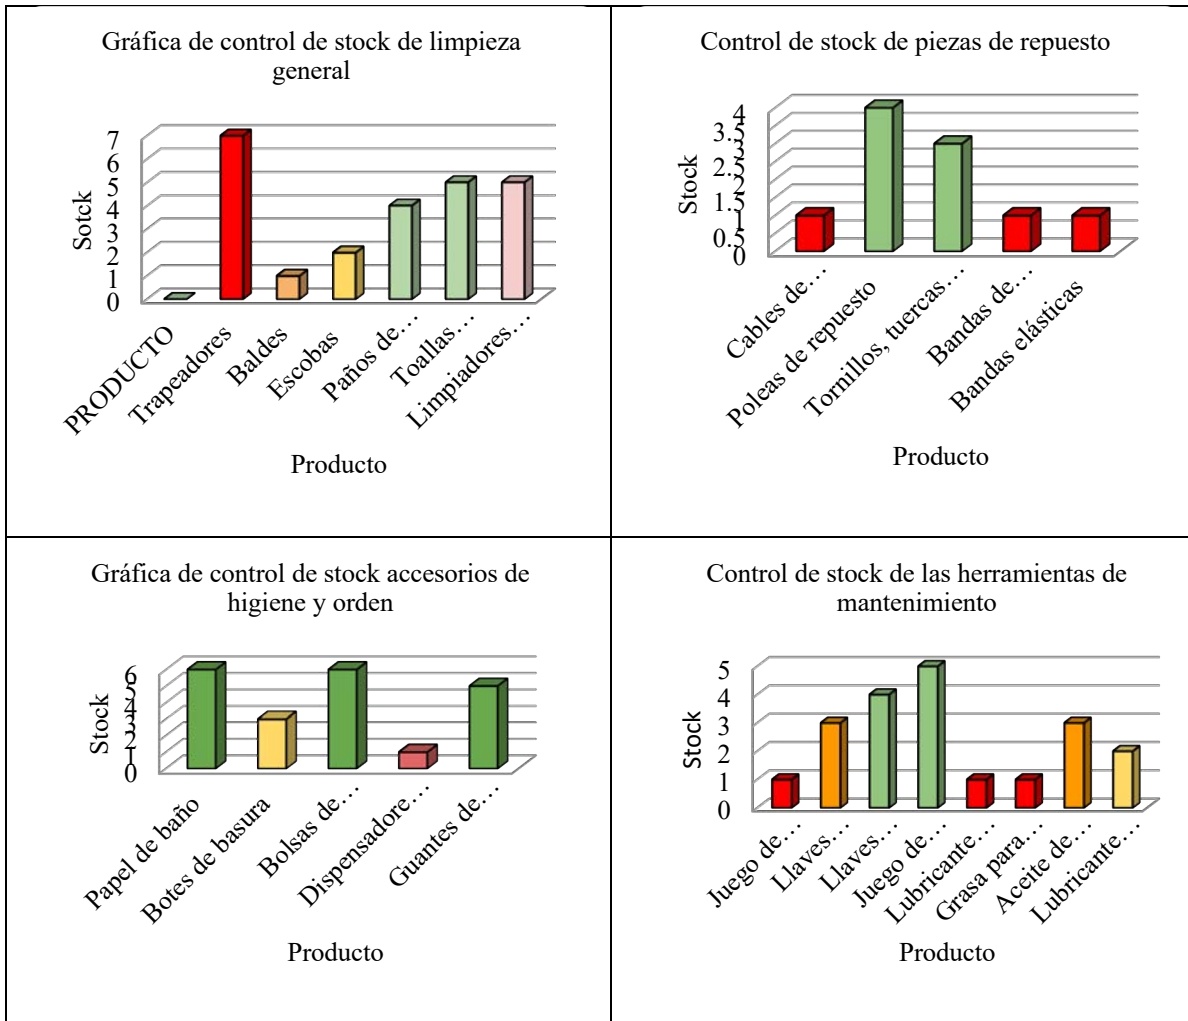 Gráfica de control de stock de limpieza
general
7
6
5
4
3
2
1
0
Sotck
PRODUCTO
Trapeadores
Baldes
Escobas
Paños de…
Toallas…
Limpiadores…
Producto
Control de stock de piezas de repuesto
4
3.5
3
2.5
2
1.5
1
0.5
0
Stock
Cables de…
Poleas de repuesto
Tornillos, tuercas…
Bandas de…
Bandas elásticas
Producto
Gráfica de control de stock accesorios de
higiene y orden
6
5
4
3
2
1
0
Stock
Papel de baño
Botes de basura
Bolsas de…
Dispensadore…
Guantes de…
Producto
Control de stock de las herramientas de
mantenimiento
5
4
3
2
1
0
Stock
Juego de…
Llaves…
Llaves…
Juego de…
Lubricante…
Grasa para…
Aceite de…
Lubricante…
Producto